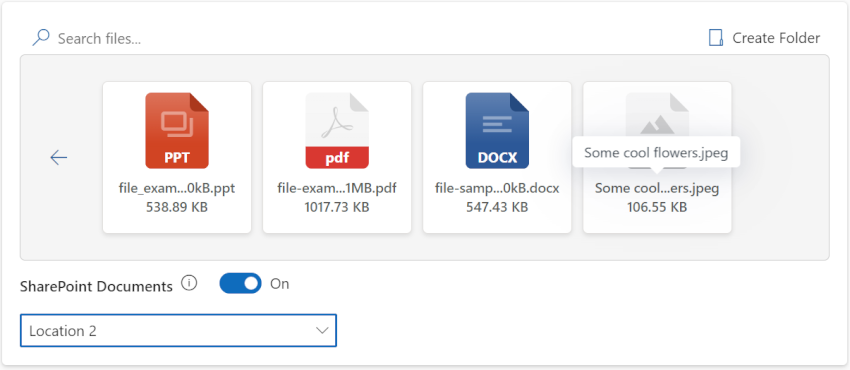 Search files...
Create Folder
PPT
file_exam...0kB.ppt
538.89 KB
pdf
file-exam...1MB.pdf
1017.73 KB
DOCX
file-samp...0kB.docx
547.43 KB
Some cool flowers.jpeg
Some cool...ers.jpeg
106.55 KB
SharePoint Documents
On
Location 2